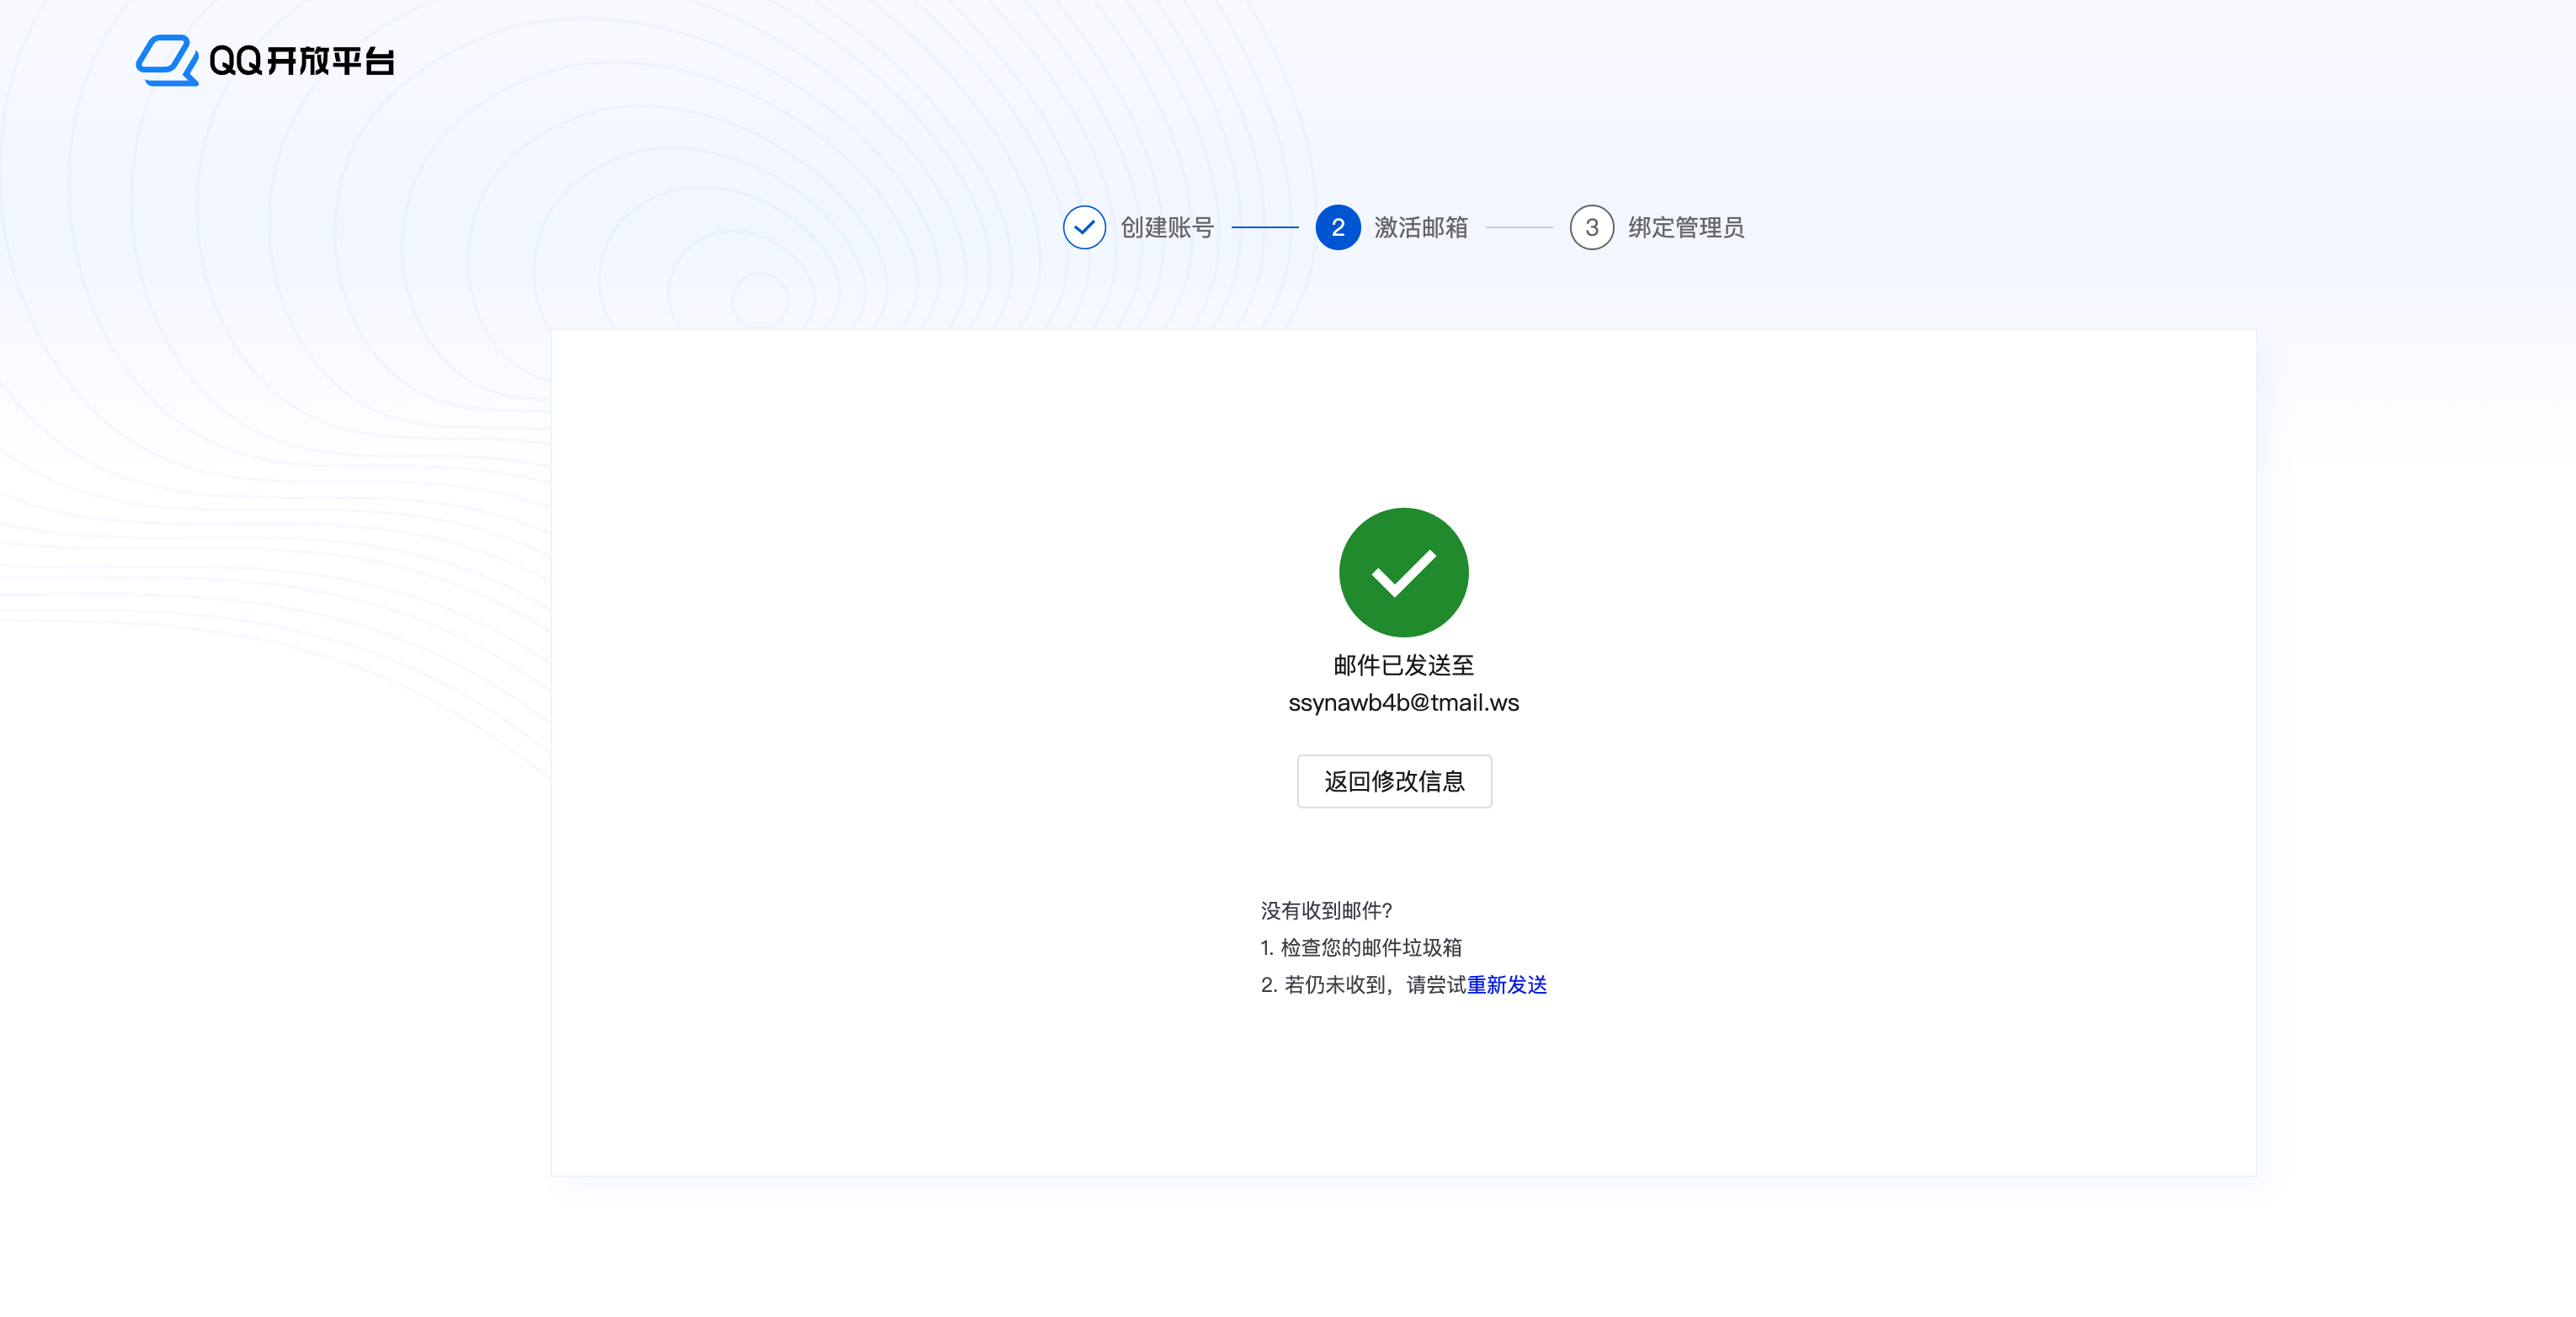 QQ开放平台
创建账号
2 激活邮箱
3 绑定管理员
邮件已发送至
ssynawb4b@tmail.ws
返回修改信息
没有收到邮件?
1. 检查您的邮件垃圾箱
2. 若仍未收到，请尝试重新发送